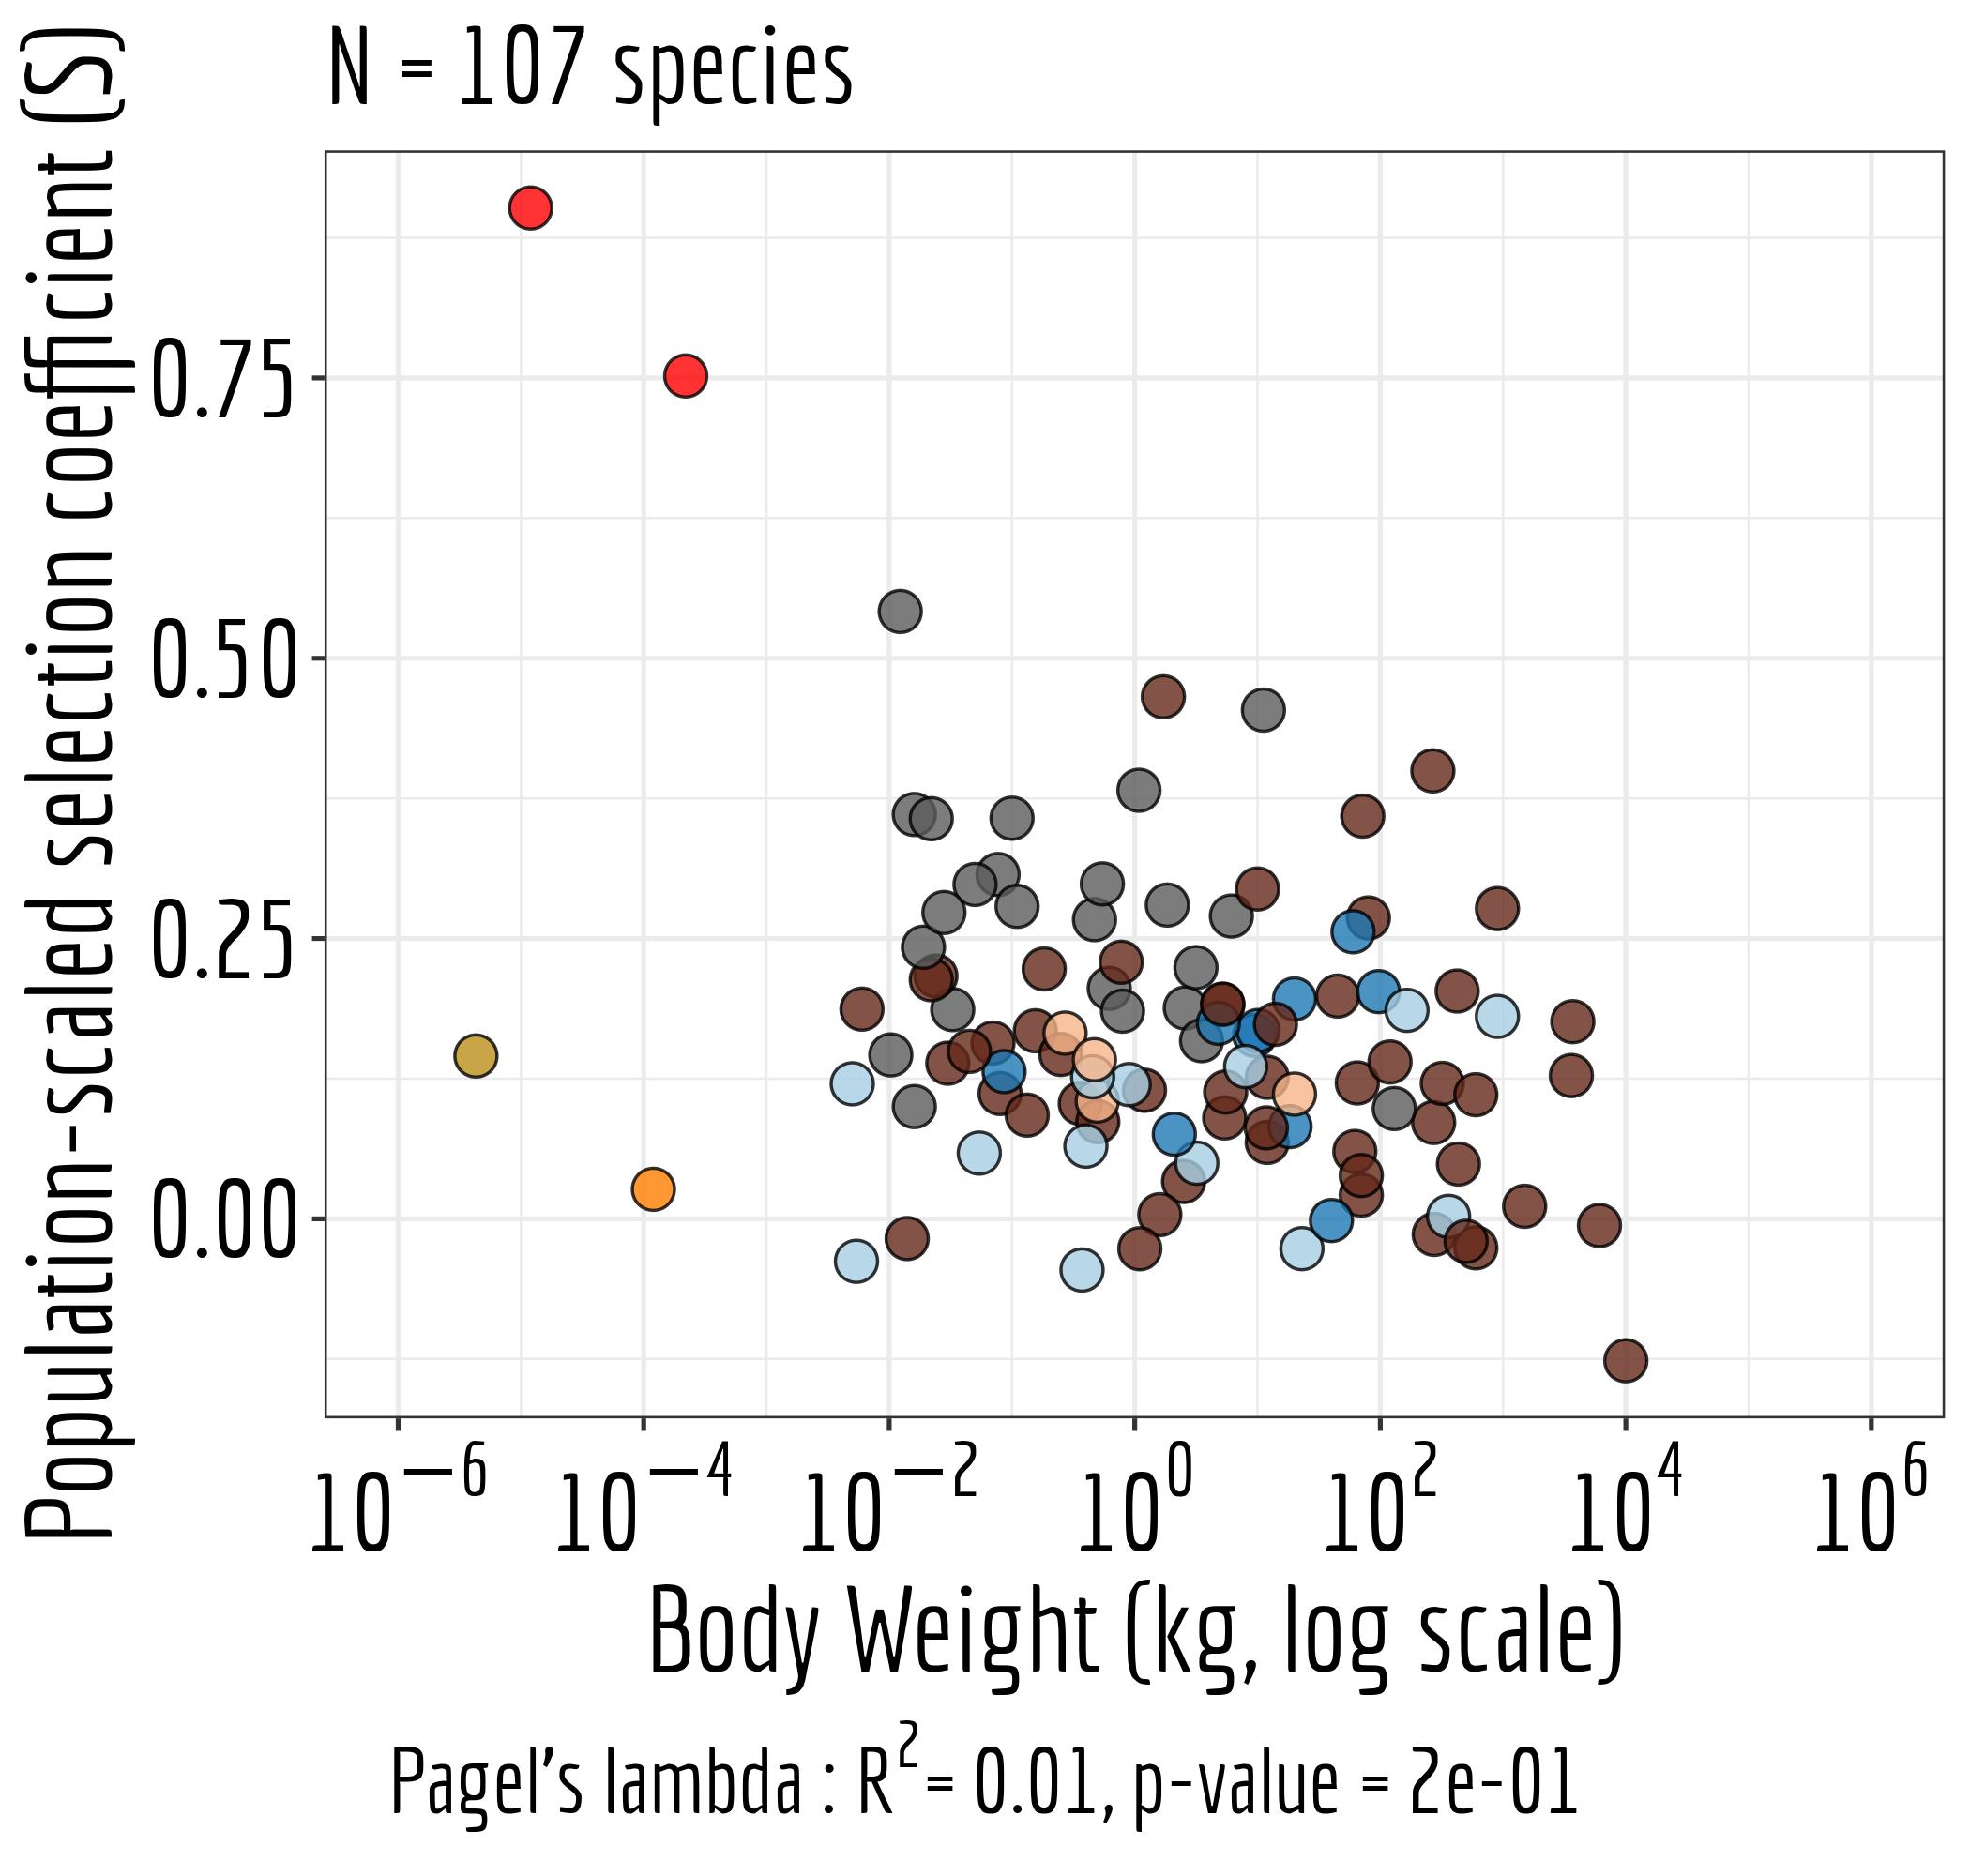 N = 107 species
Population-scaled selection coefficient (S)
0.75
0.50
0.25
0.00
10⁻⁶ 10⁻⁴ 10⁻² 10⁰ 10² 10⁴ 10⁶
Body Weight (kg, log scale)
Pagel's lambda : R² = 0.01, p-value = 2e-01